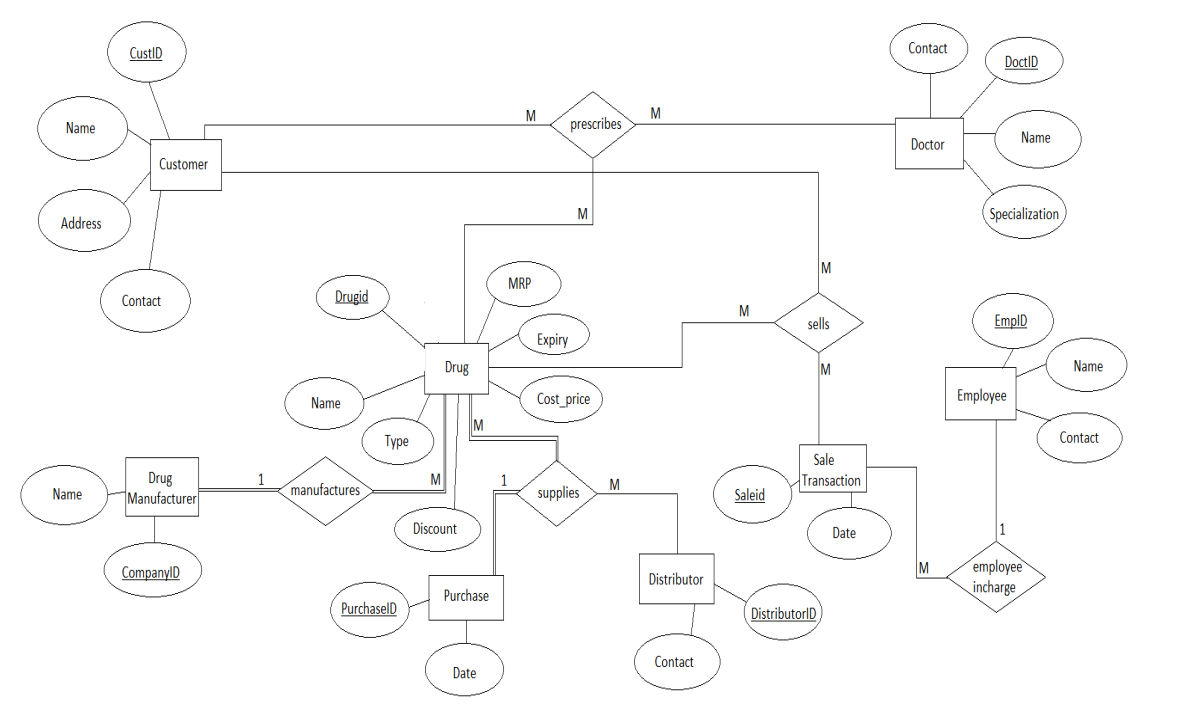 CustID
Contact
DoctID
Name
M
prescribes
M
Name
Doctor
Customer
Address
M
Specialization
Contact
M
Drugid
MRP
M
sells
EmpID
Expiry
Drug
M
Name
Employee
Name
Cost_price
Type
M
Contact
Name
Drug
Manufacturer
1
manufactures
M
1
supplies
M
Sale
Transaction
Saleid
Discount
Date
1
CompanyID
M
employee
incharge
PurchaseID
Purchase
Distributor
DistributorID
Date
Contact